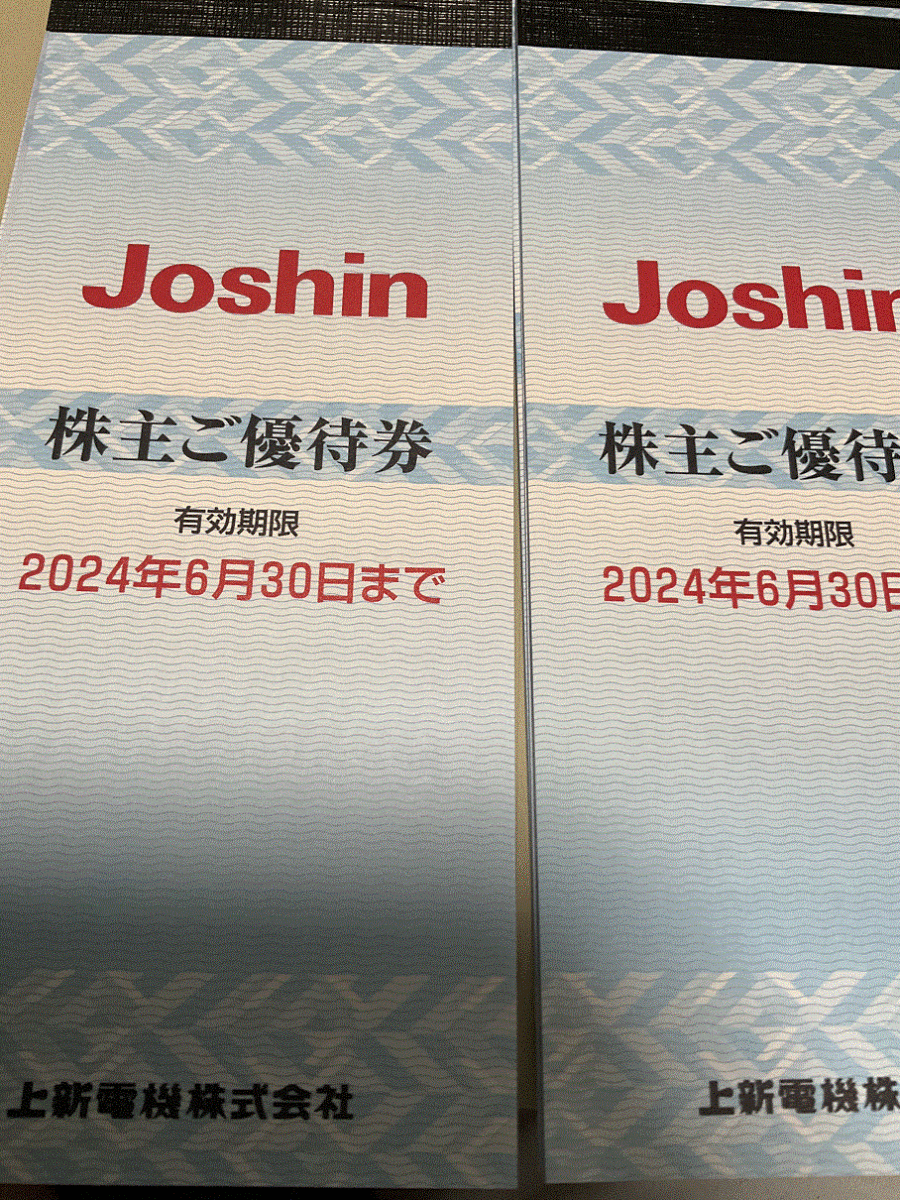 Joshin
株主ご優待券
有効期限
2024年6月30日まで
上新電機株式会社
Joshin
株主ご優待
有効期限
2024年6月30日
上新電機株